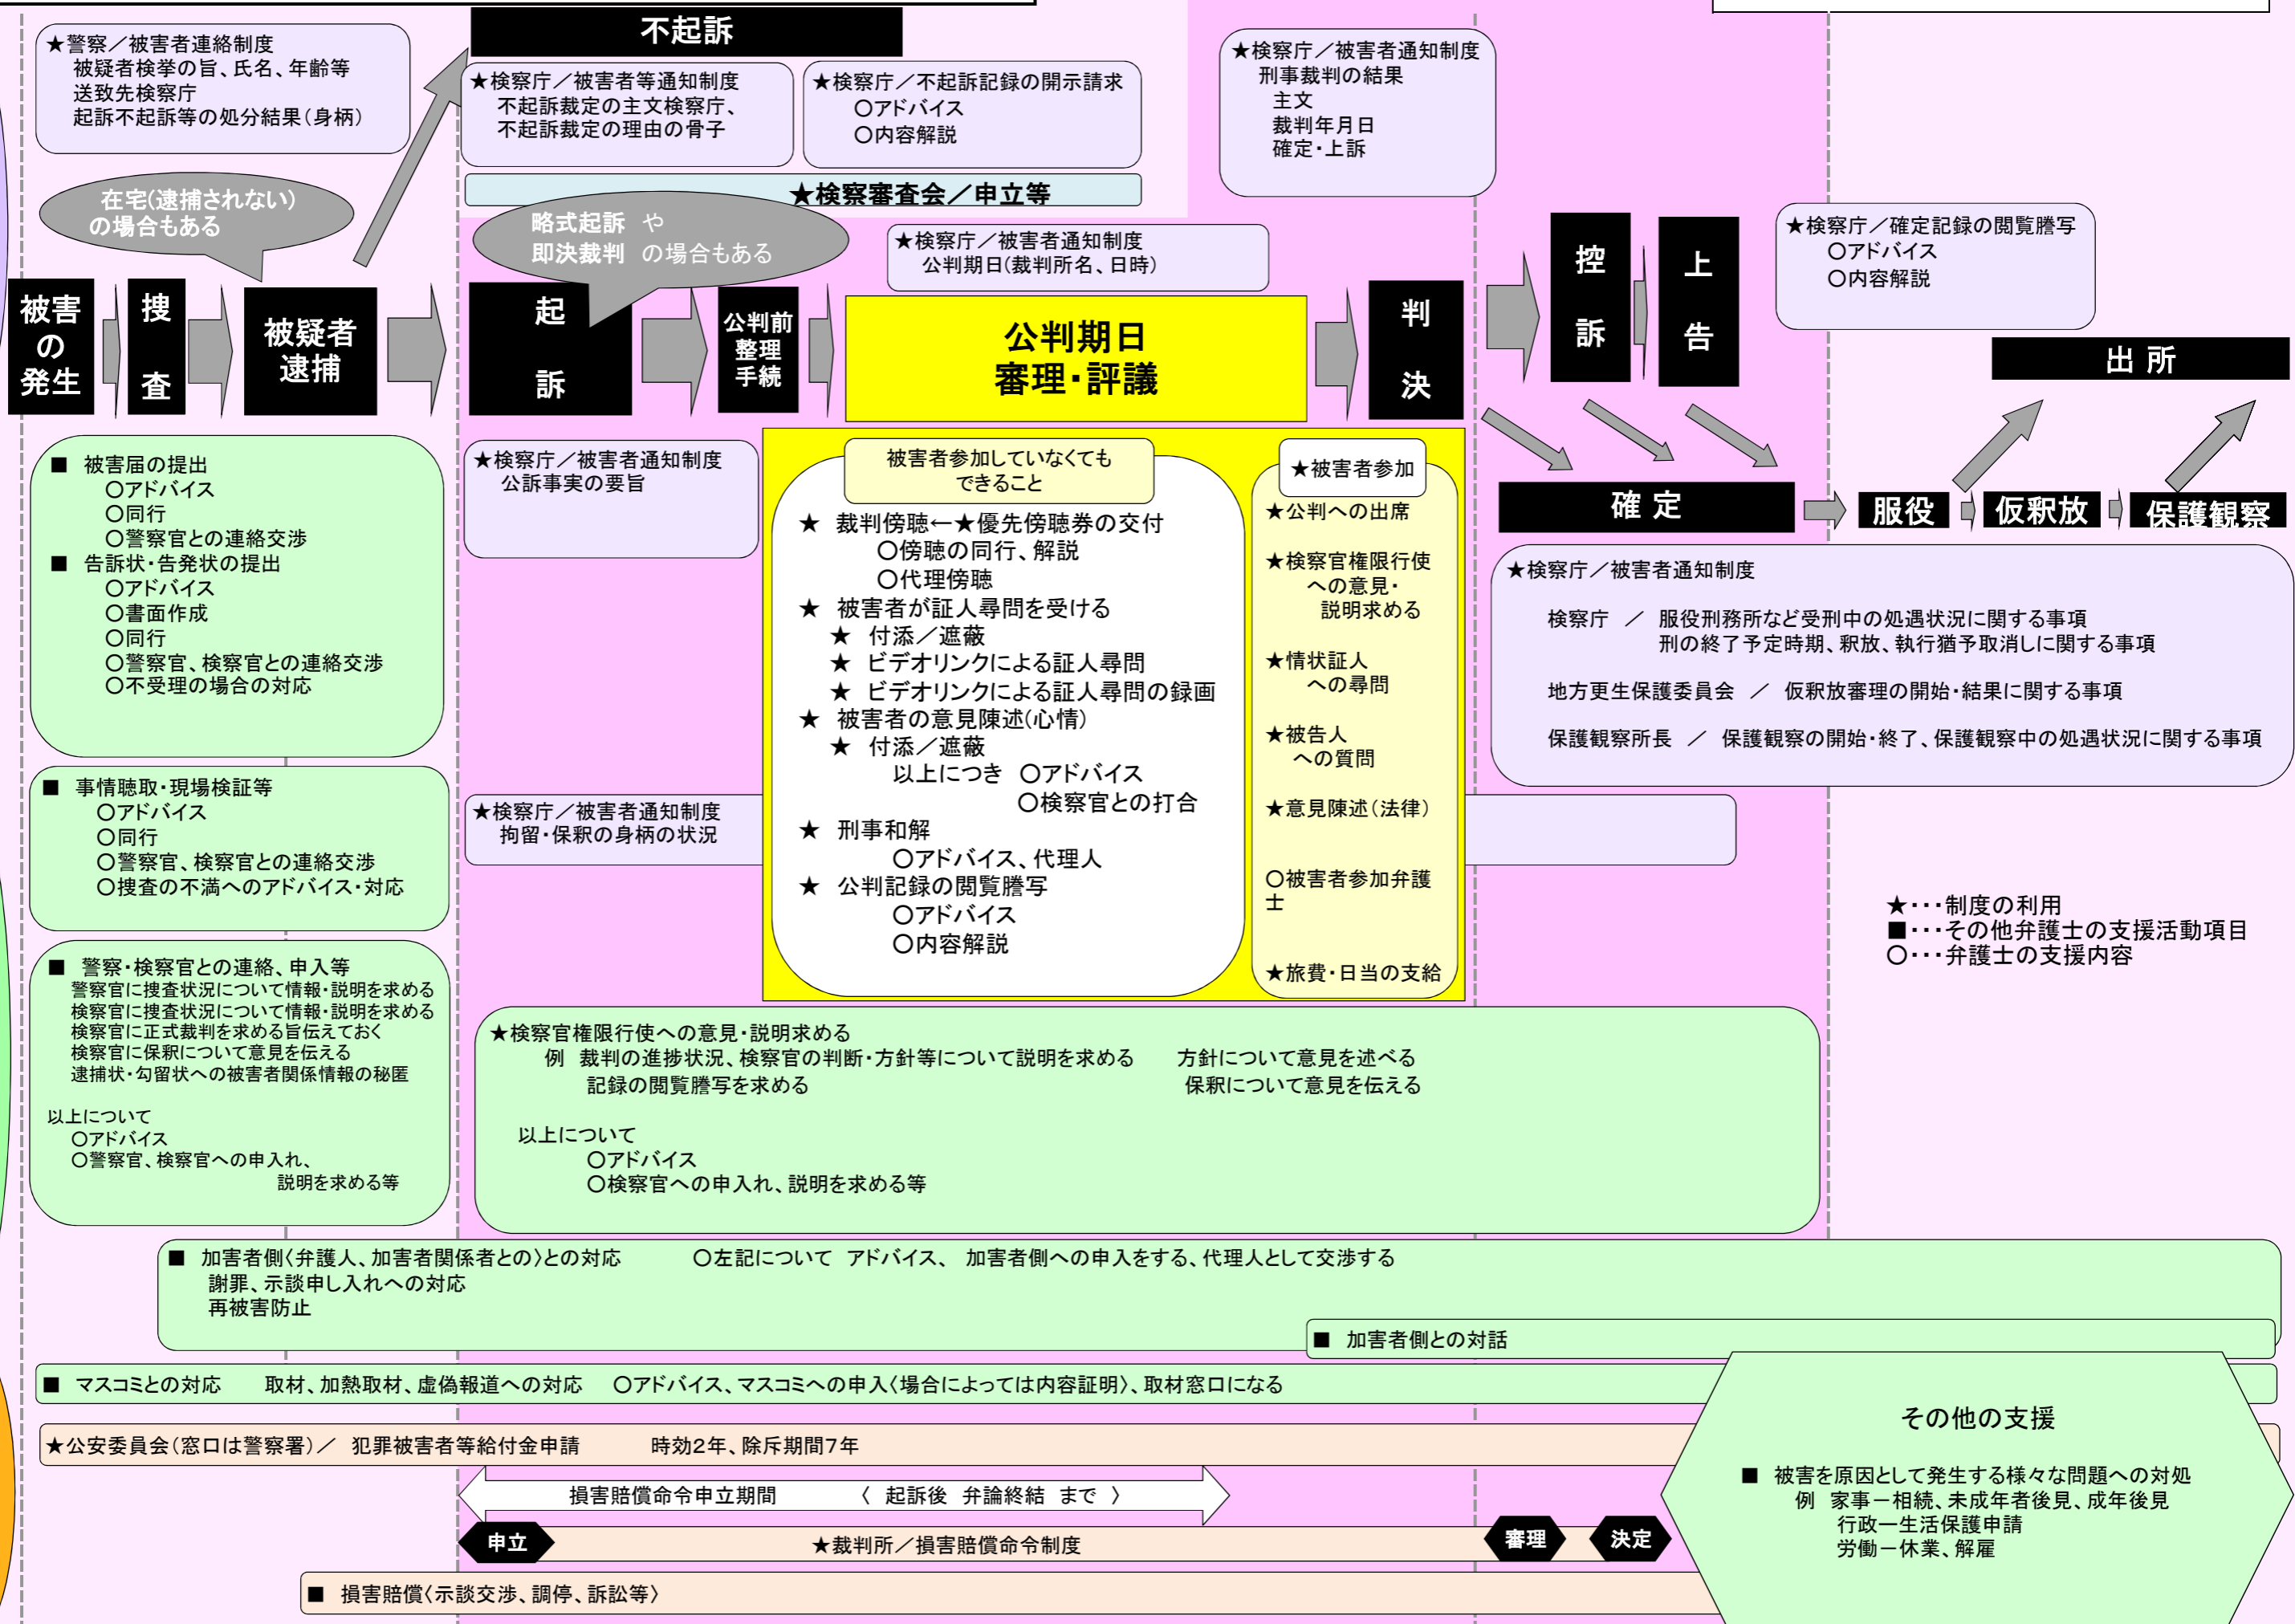 不起訴
★警察／被害者連絡制度
被疑者検挙の旨、氏名、年齢等
送致先検察庁
起訴不起訴等の処分結果（身柄）
★検察庁／被害者等通知制度
不起訴裁定の主文検察庁、
不起訴裁定の理由の骨子
★検察庁／不起訴記録の開示請求
○アドバイス
○内容解説
★検察審査会／申立等
★検察庁／被害者通知制度
刑事裁判の結果
主文
裁判年月日
確定・上訴
在宅(逮捕されない)
の場合もある
略式起訴 や
即決裁判 の場合もある
★検察庁／被害者通知制度
公判期日(裁判所名、日時)
★検察庁／確定記録の閲覧謄写
○アドバイス
○内容解説
被害
の
発生
捜
査
被疑者
逮捕
起
訴
公判前
整理
手続
公判期日
審理・評議
判
決
控
訴
上
告
出 所
確 定
服役
仮釈放
保護観察
■ 被害届の提出
○アドバイス
○同行
○警察官との連絡交渉
■ 告訴状・告発状の提出
○アドバイス
○書面作成
○同行
○警察官、検察官との連絡交渉
○不受理の場合の対応
■ 事情聴取・現場検証等
○アドバイス
○同行
○警察官、検察官との連絡交渉
○捜査の不満へのアドバイス・対応
■ 警察・検察官との連絡、申入等
警察官に捜査状況について情報・説明を求める
検察官に捜査状況について情報・説明を求める
検察官に正式裁判を求める旨伝えておく
検察官に保釈について意見を伝える
逮捕状・勾留状への被害者関係情報の秘匿
以上について
○アドバイス
○警察官、検察官への申入れ、
説明を求める等
★検察庁／被害者通知制度
公訴事実の要旨
★検察庁／被害者通知制度
拘留・保釈の身柄の状況
被害者参加していなくても
できること
★ 裁判傍聴←★優先傍聴券の交付
○傍聴の同行、解説
○代理傍聴
★ 被害者が証人尋問を受ける
★ 付添／遮蔽
★ ビデオリンクによる証人尋問
★ ビデオリンクによる証人尋問の録画
★ 被害者の意見陳述(心情)
★ 付添／遮蔽
以上につき ○アドバイス
○検察官との打合
★ 刑事和解
○アドバイス、代理人
★ 公判記録の閲覧謄写
○アドバイス
○内容解説
★被害者参加
★公判への出席
★検察官権限行使
への意見・
説明求める
★情状証人
への尋問
★被告人
への質問
★意見陳述（法律）
○被害者参加弁護
士
★旅費・日当の支給
★検察庁／被害者通知制度
検察庁 ／ 服役刑務所など受刑中の処遇状況に関する事項
刑の終了予定時期、釈放、執行猶予取消しに関する事項
地方更生保護委員会 ／ 仮釈放審理の開始・結果に関する事項
保護観察所長 ／ 保護観察の開始・終了、保護観察中の処遇状況に関する事項
★・・・制度の利用
■・・・その他弁護士の支援活動項目
○・・・弁護士の支援内容
★検察官権限行使への意見・説明求める
例 裁判の進捗状況、検察官の判断・方針等について説明を求める 方針について意見を述べる
記録の閲覧謄写を求める 保釈について意見を伝える
以上について
○アドバイス
○検察官への申入れ、説明を求める等
■ 加害者側〈弁護人、加害者関係者との〉との対応 ○左記について アドバイス、 加害者側への申入をする、代理人として交渉する
謝罪、示談申し入れへの対応
再被害防止
■ 加害者側との対話
■ マスコミとの対応 取材、加熱取材、虚偽報道への対応 ○アドバイス、マスコミへの申入〈場合によっては内容証明〉、取材窓口になる
★公安委員会（窓口は警察署）／ 犯罪被害者等給付金申請 時効２年、除斥期間７年
損害賠償命令申立期間 〈 起訴後 弁論終結 まで 〉
申立
★裁判所／損害賠償命令制度
審理
決定
■ 損害賠償〈示談交渉、調停、訴訟等〉
その他の支援
■ 被害を原因として発生する様々な問題への対処
例 家事－相続、未成年者後見、成年後見
行政－生活保護申請
労働－休業、解雇